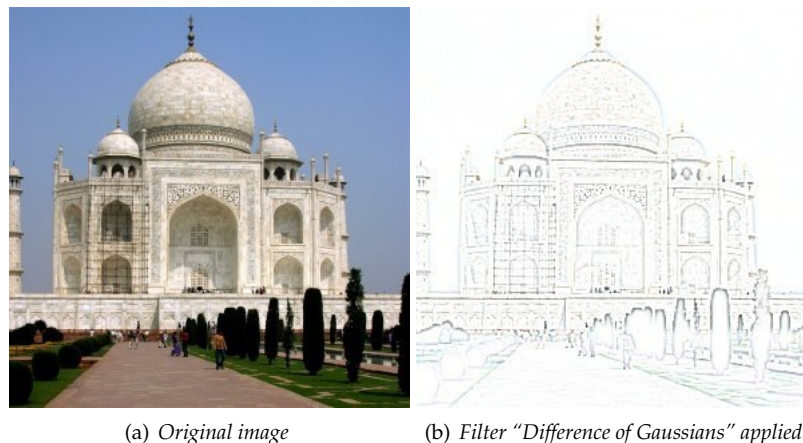 (a) Original image
(b) Filter “Difference of Gaussians” applied